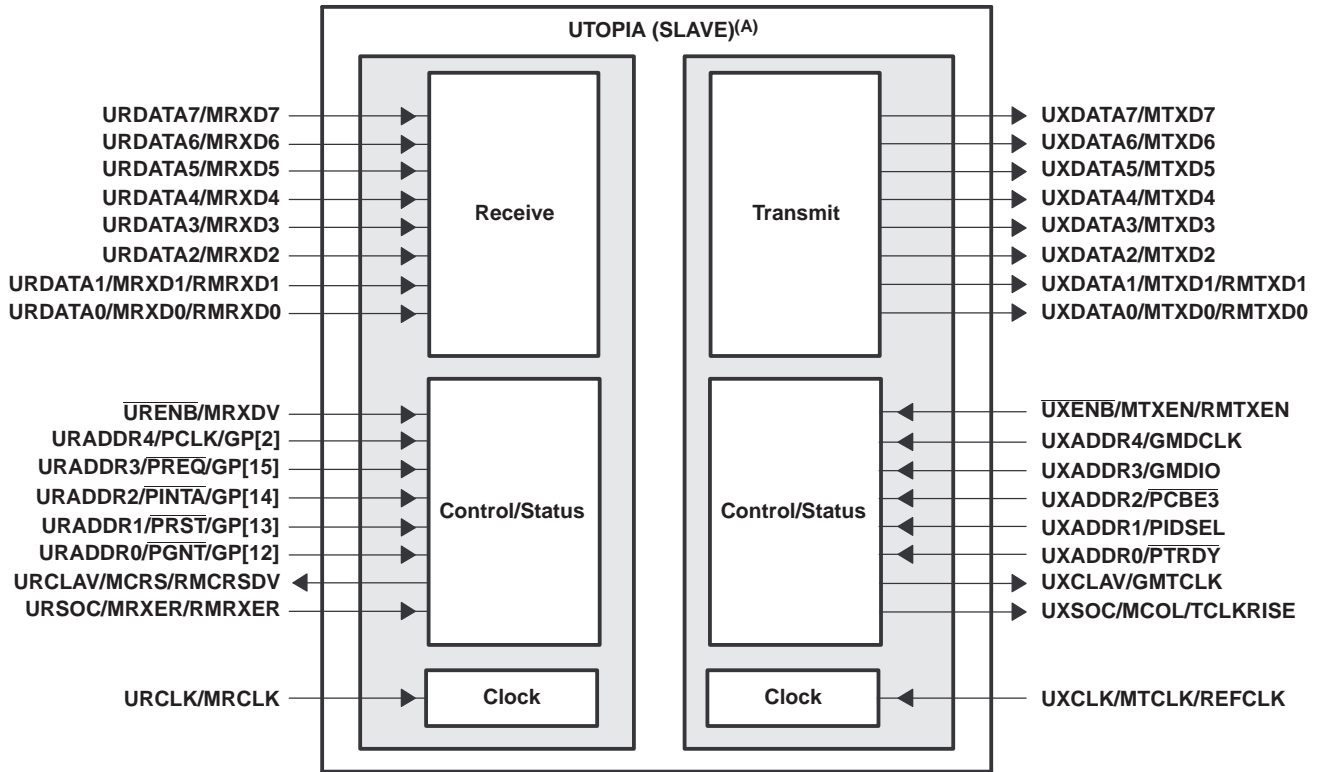 UTOPIA (SLAVE)(A)
URDATA7/MRXD7
URDATA6/MRXD6
URDATA5/MRXD5
URDATA4/MRXD4
URDATA3/MRXD3
URDATA2/MRXD2
URDATA1/MRXD1/RMRXD1
URDATA0/MRXD0/RMRXD0
Receive
Transmit
UXDATA7/MTXD7
UXDATA6/MTXD6
UXDATA5/MTXD5
UXDATA4/MTXD4
UXDATA3/MTXD3
UXDATA2/MTXD2
UXDATA1/MTXD1/RMTXD1
UXDATA0/MTXD0/RMTXD0
URENB/MRXDV
URADDR4/PCLK/GP[2]
URADDR3/PREQ/GP[15]
URADDR2/PINTA/GP[14]
URADDR1/PRST/GP[13]
URADDR0/PGNT/GP[12]
URCLAV/MCRS/RMCRSDV
URSOC/MRXER/RMRXER
Control/Status
Control/Status
UXENB/MTXEN/RMTXEN
UXADDR4/GMDCLK
UXADDR3/GMDIO
UXADDR2/PCBE3
UXADDR1/PIDSEL
UXADDR0/PTRDY
UXCLAV/GMTCLK
UXSOC/MCOL/TCLKRISE
URCLK/MRCLK
Clock
Clock
UXCLK/MTCLK/REFCLK